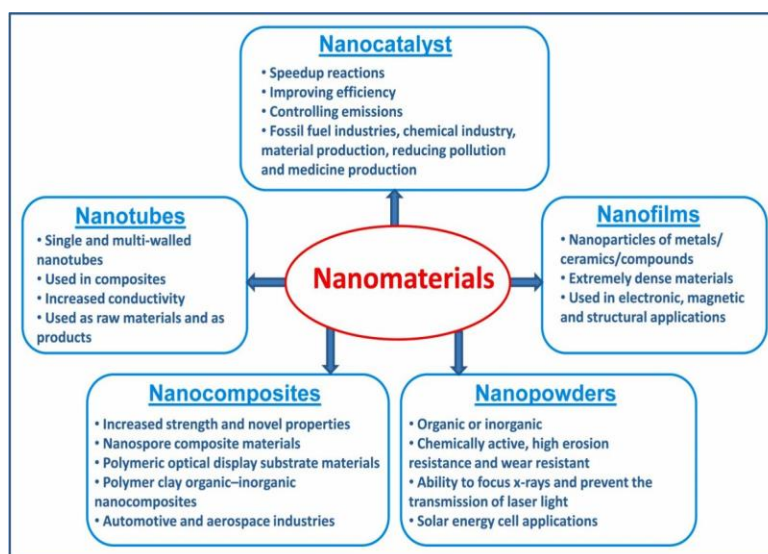 Nanocatalyst
• Speedup reactions
• Improving efficiency
• Controlling emissions
• Fossil fuel industries, chemical industry,
material production, reducing pollution
and medicine production
Nanotubes
• Single and multi-walled
nanotubes
• Used in composites
• Increased conductivity
• Used as raw materials and as
products
Nanomaterials
Nanofilms
• Nanoparticles of metals/
ceramics/compounds
• Extremely dense materials
• Used in electronic, magnetic
and structural applications
Nanocomposites
• Increased strength and novel properties
• Nanospore composite materials
• Polymeric optical display substrate materials
• Polymer clay organic–inorganic
nanocomposites
• Automotive and aerospace industries
Nanopowders
• Organic or inorganic
• Chemically active, high erosion
resistance and wear resistant
• Ability to focus x-rays and prevent the
transmission of laser light
• Solar energy cell applications